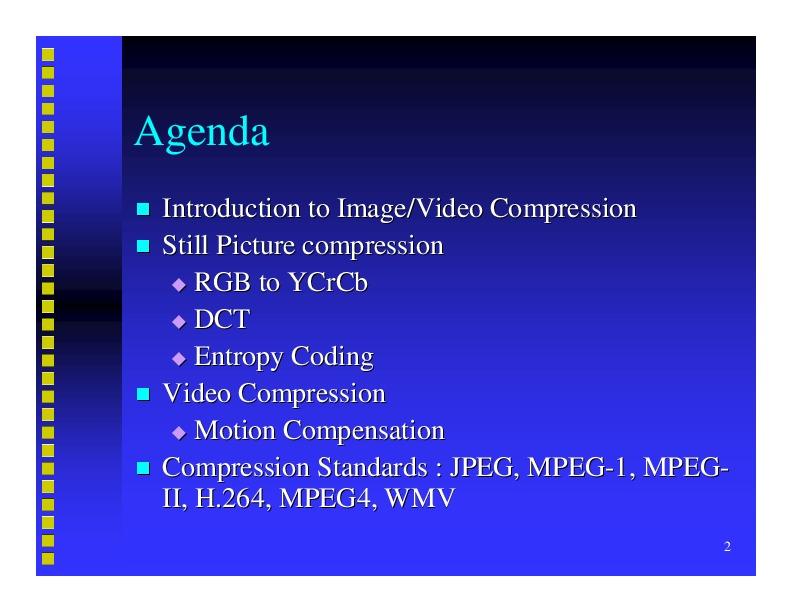 Agenda
Introduction to Image/Video Compression
Still Picture compression
RGB to YCrCb
DCT
Entropy Coding
Video Compression
Motion Compensation
Compression Standards : JPEG, MPEG-1, MPEG-
II, H.264, MPEG4, WMV
2